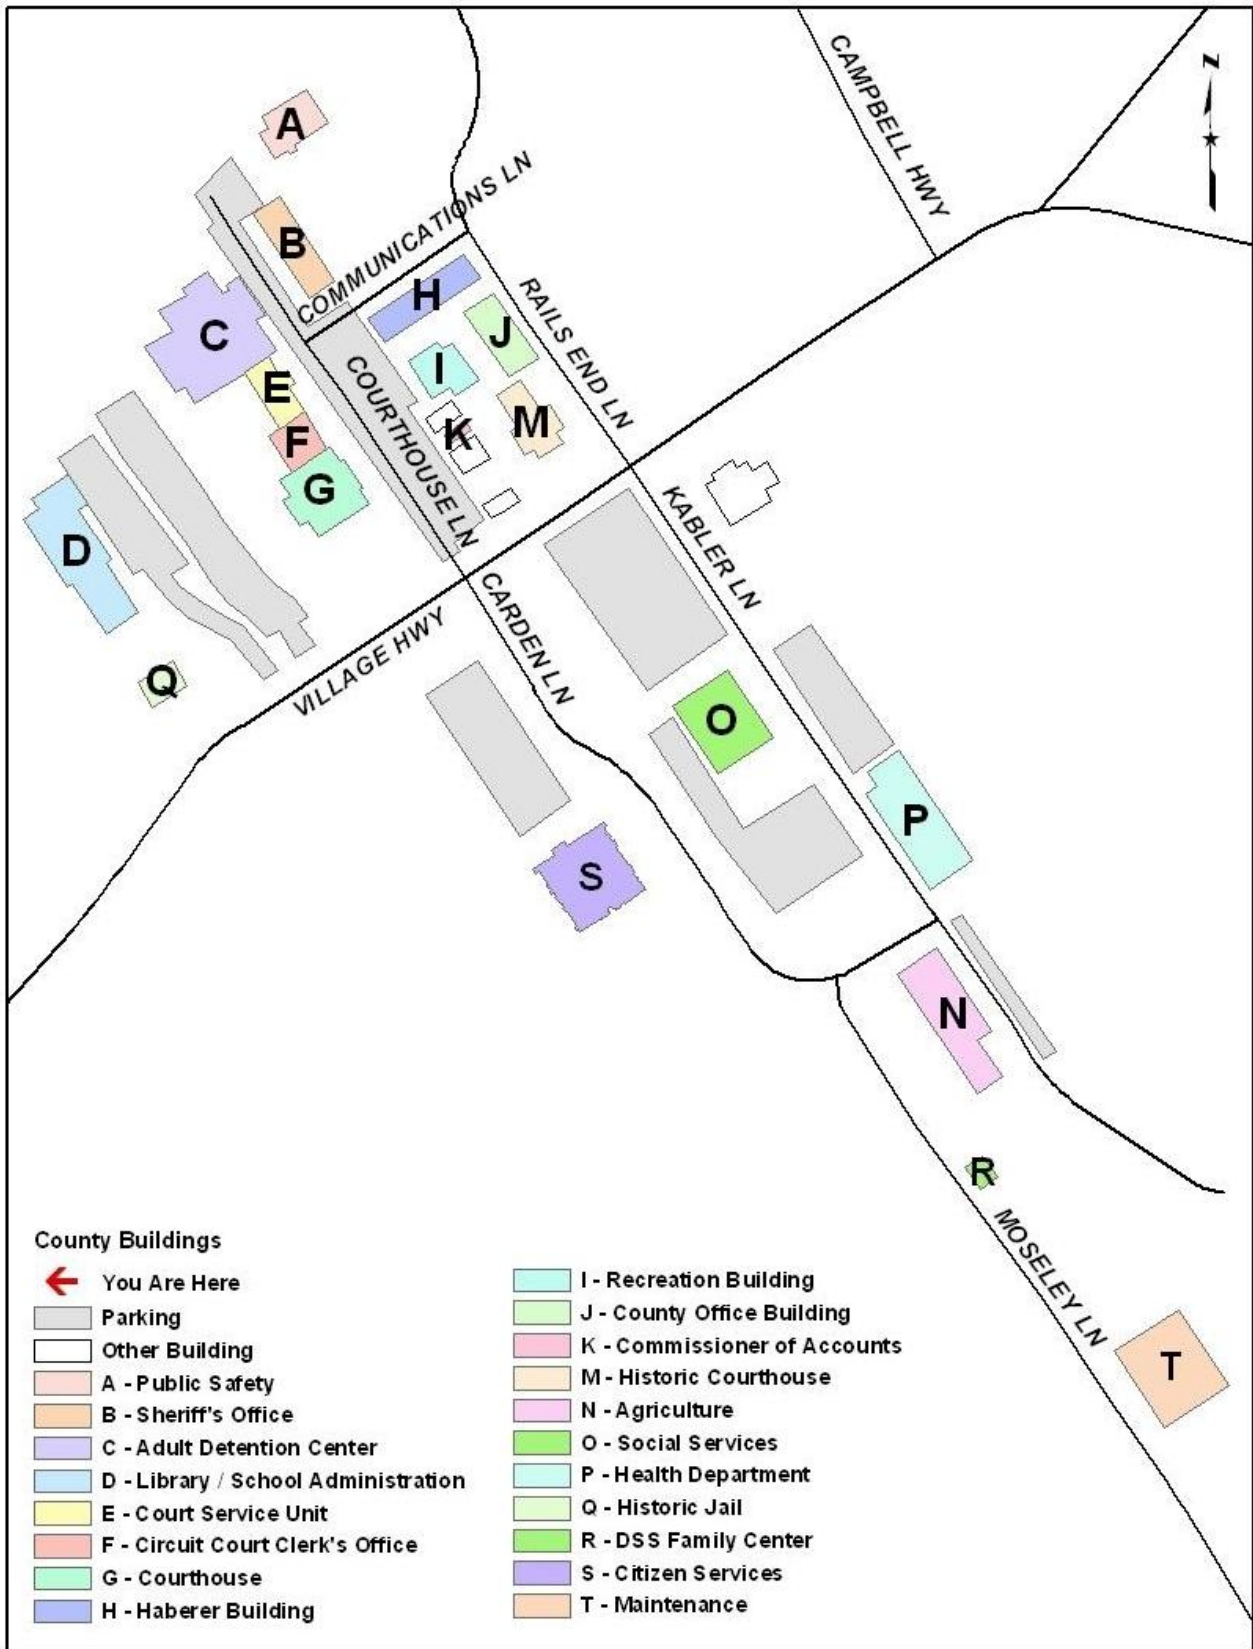 A
CAMPBELL HWY
N
COMMUNICATIONS LN
B
H
RAILS END LN
C
J
I
COURTHOUSE LN
E
K
M
F
G
KABLER LN
D
CARDEN LN
VILLAGE HWY
Q
O
P
S
N
R
MOSELEY LN
T
County Buildings
You Are Here
Parking
Other Building
A - Public Safety
B - Sheriff's Office
C - Adult Detention Center
D - Library / School Administration
E - Court Service Unit
F - Circuit Court Clerk's Office
G - Courthouse
H - Haberer Building
I - Recreation Building
J - County Office Building
K - Commissioner of Accounts
M - Historic Courthouse
N - Agriculture
O - Social Services
P - Health Department
Q - Historic Jail
R - DSS Family Center
S - Citizen Services
T - Maintenance